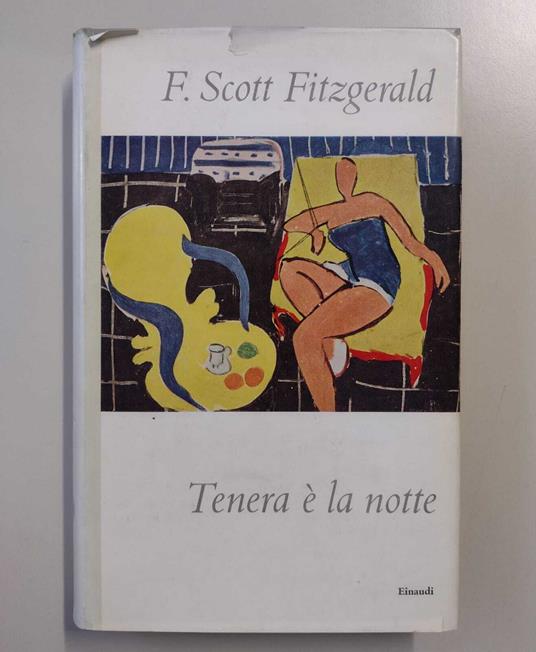 F. Scott Fitzgerald
Tenera è la notte
Einaudi